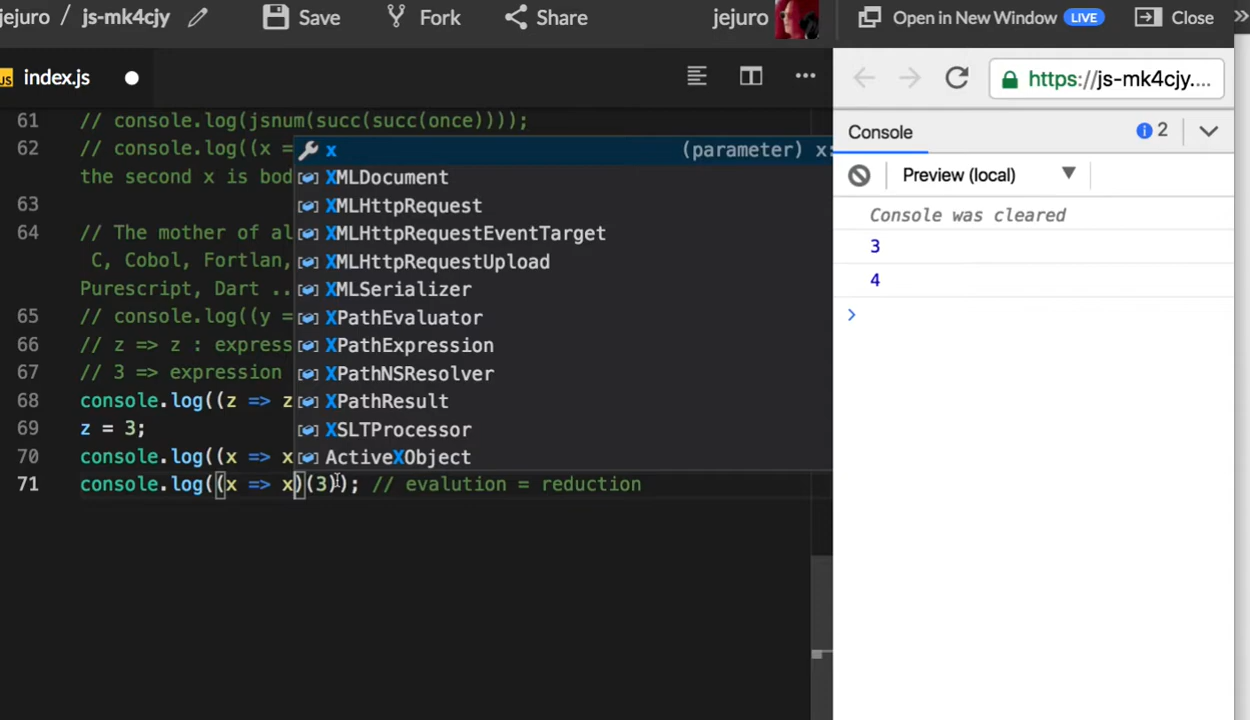 jejuro / js-mk4cjy Save Fork Share jejuro Open in New Window LIVE Close
JS index.js
https://js-mk4cjy....
Console 2
Preview (local)
Console was cleared
3
4
61 // console.log(jsnum(succ(succ(once))));
62 // console.log((x =
the second x is bod
63
64 // The mother of al
C, Cobol, Fortlan,
Purescript, Dart ..
65 // console.log((y =
66 // z => z : express
67 // 3 => expression
68 console.log((z => z
69 z = 3;
70 console.log((x => x
71 console.log((x => x)(3)); // evalution = reduction
x (parameter) x:
XMLDocument
XMLHttpRequest
XMLHttpRequestEventTarget
XMLHttpRequestUpload
XMLSerializer
XPathEvaluator
XPathExpression
XPathNSResolver
XPathResult
XSLTProcessor
ActiveXObject